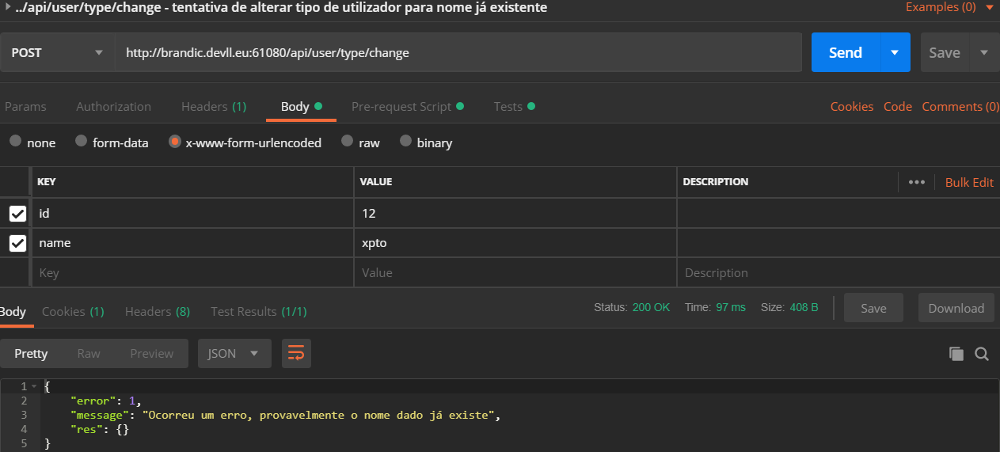 ../api/user/type/change - tentativa de alterar tipo de utilizador para nome já existente Examples (0)
POST http://brandic.devll.eu:61080/api/user/type/change Send Save
Params Authorization Headers (1) Body Pre-request Script Tests Cookies Code Comments (0)
none form-data x-www-form-urlencoded raw binary
KEY VALUE DESCRIPTION ••• Bulk Edit
id 12
name xpto
Key Value Description
Body Cookies (1) Headers (8) Test Results (1/1) Status: 200 OK Time: 97 ms Size: 408 B Save Download
Pretty Raw Preview JSON
1 {
2 "error": 1,
3 "message": "Ocorreu um erro, provavelmente o nome dado já existe",
4 "res": {}
5 }